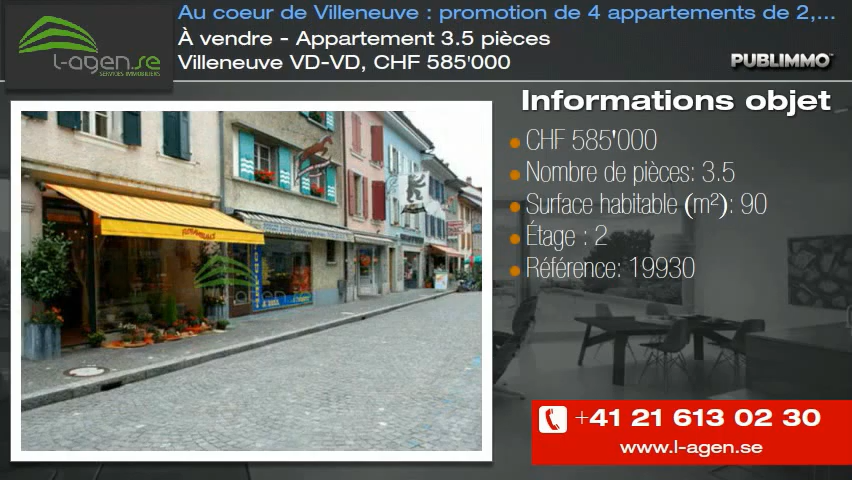 Au coeur de Villeneuve : promotion de 4 appartements de 2,...
l-agen.se
SERVICES IMMOBILIERS
À vendre - Appartement 3.5 pièces
Villeneuve VD-VD, CHF 585'000
PUBLIMMO
Informations objet
CHF 585'000
Nombre de pièces: 3.5
Surface habitable (m²): 90
Étage : 2
Référence: 19930
l-agen.se
+41 21 613 02 30
www.l-agen.se